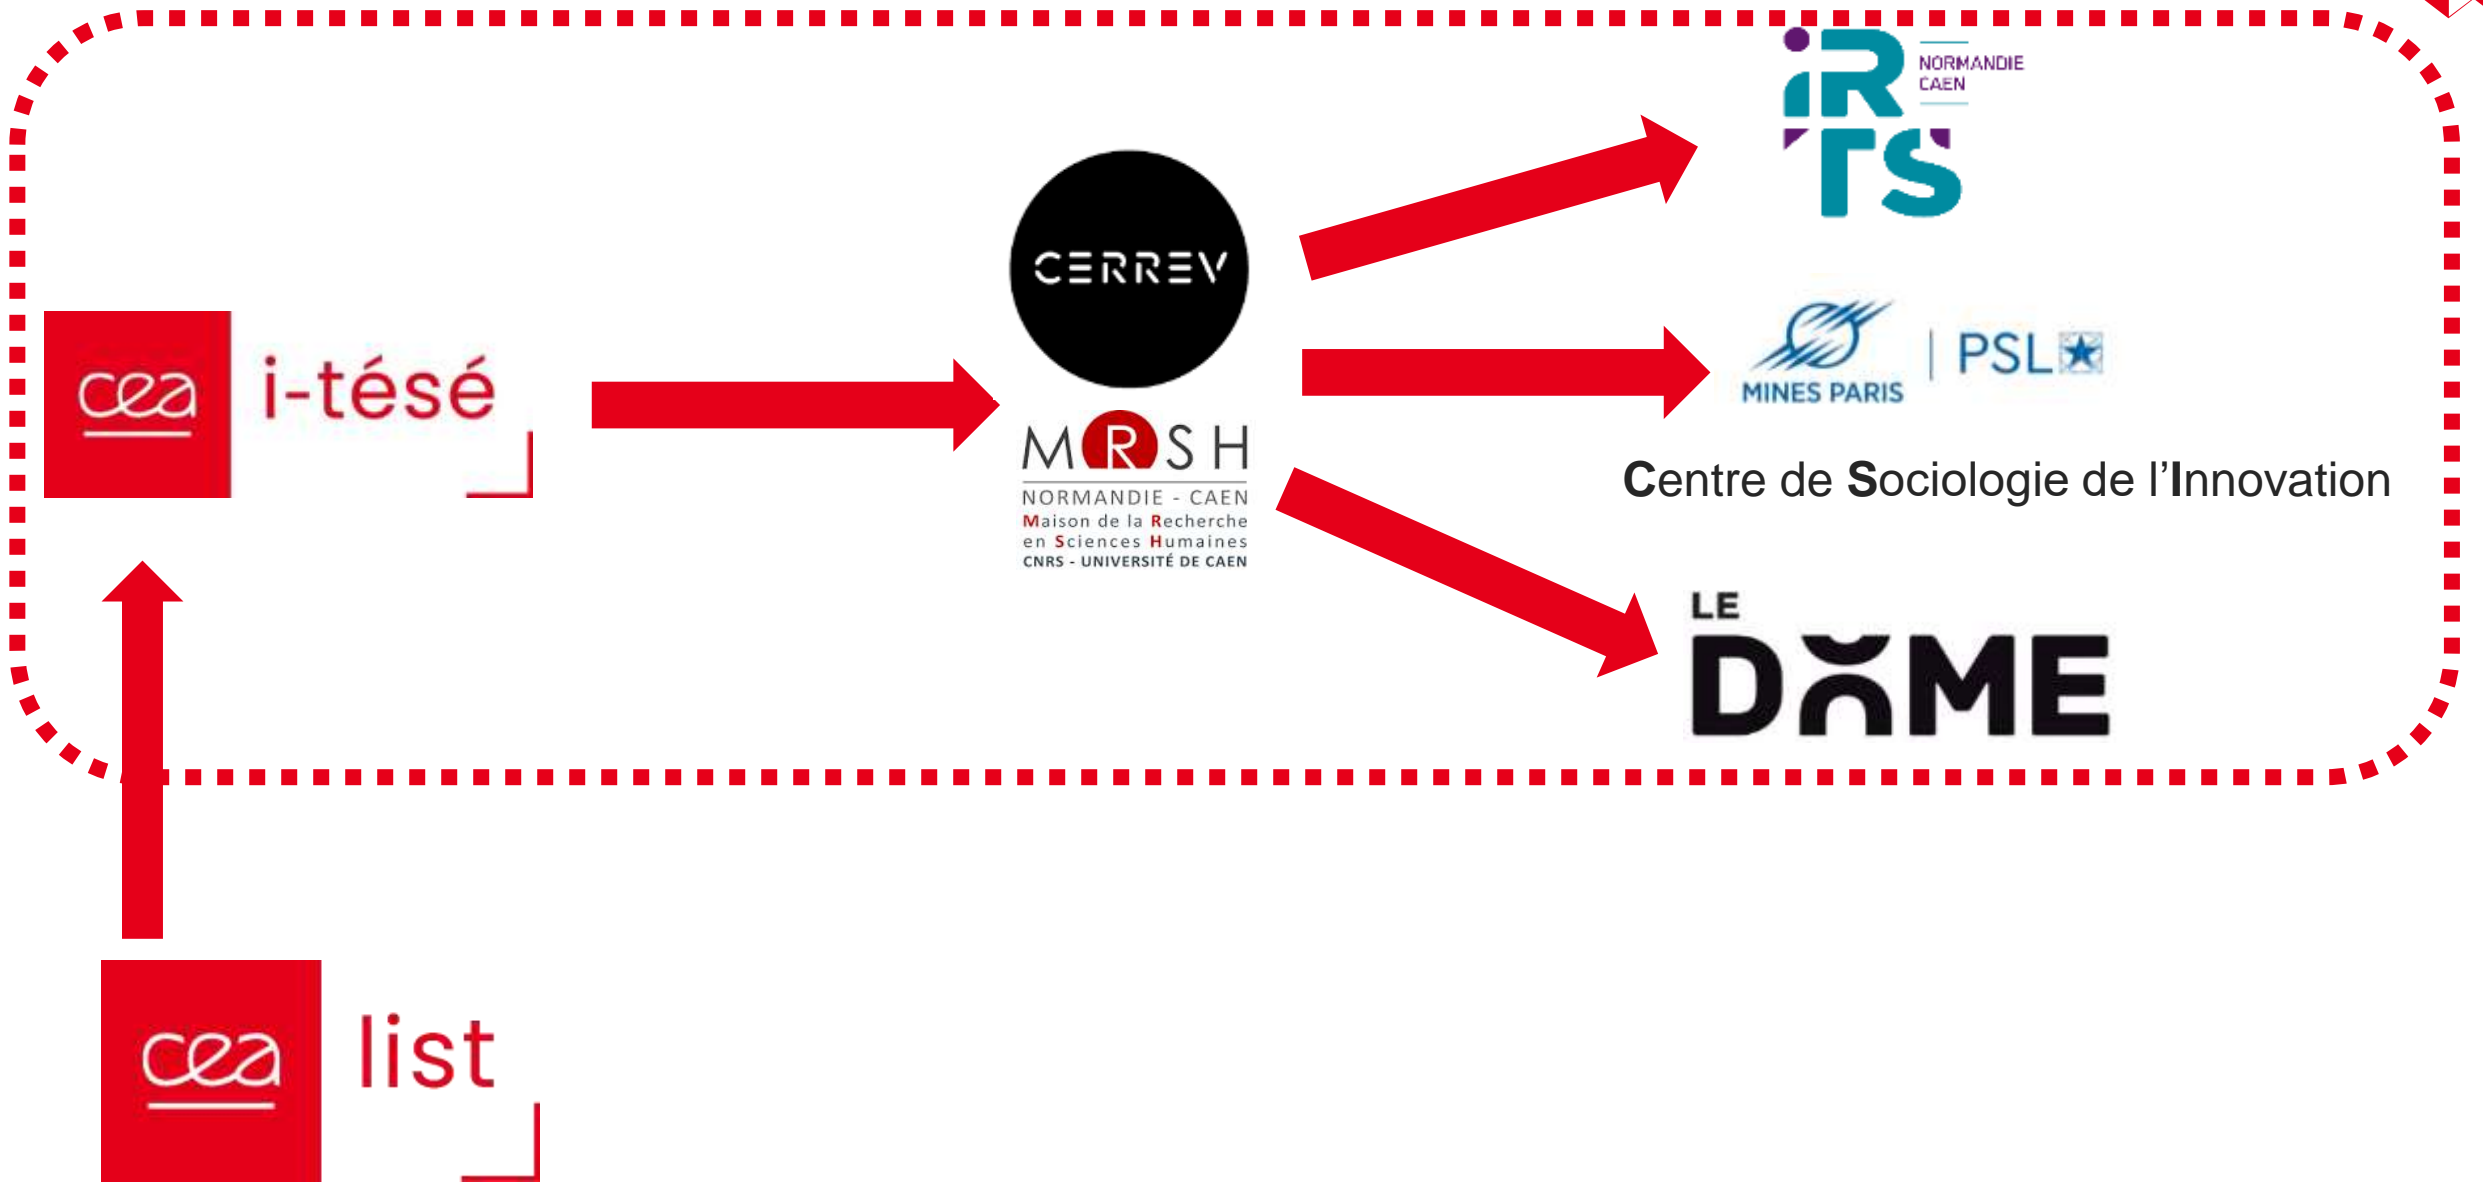 cea
i-tésé
CERREV
MRSH
NORMANDIE - CAEN
Maison de la Recherche
en Sciences Humaines
CNRS - UNIVERSITÉ DE CAEN
iRTS
NORMANDIE
CAEN
MINES PARIS
PSL
Centre de Sociologie de l'Innovation
LE
DÔME
cea
list